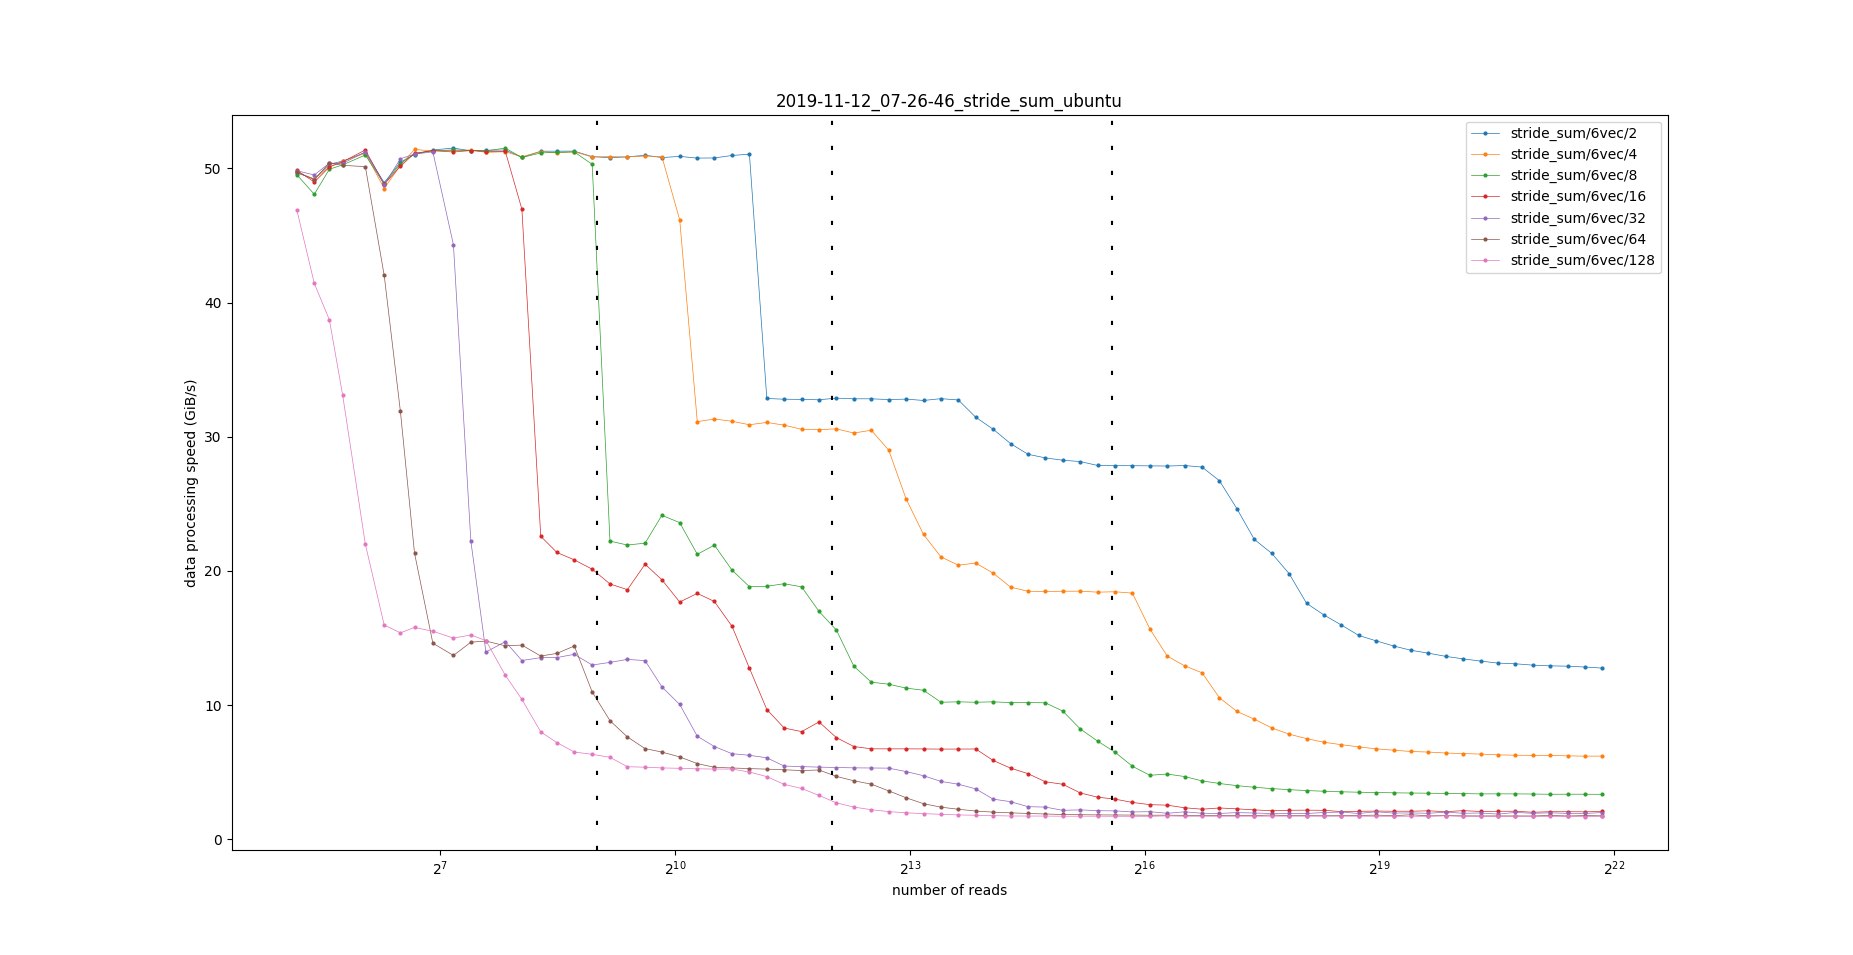 2019-11-12_07-26-46_stride_sum_ubuntu
stride_sum/6vec/2
stride_sum/6vec/4
stride_sum/6vec/8
stride_sum/6vec/16
stride_sum/6vec/32
stride_sum/6vec/64
stride_sum/6vec/128
data processing speed (GiB/s)
50
40
30
20
10
0
2^7 2^10 2^13 2^16 2^19 2^22
number of reads